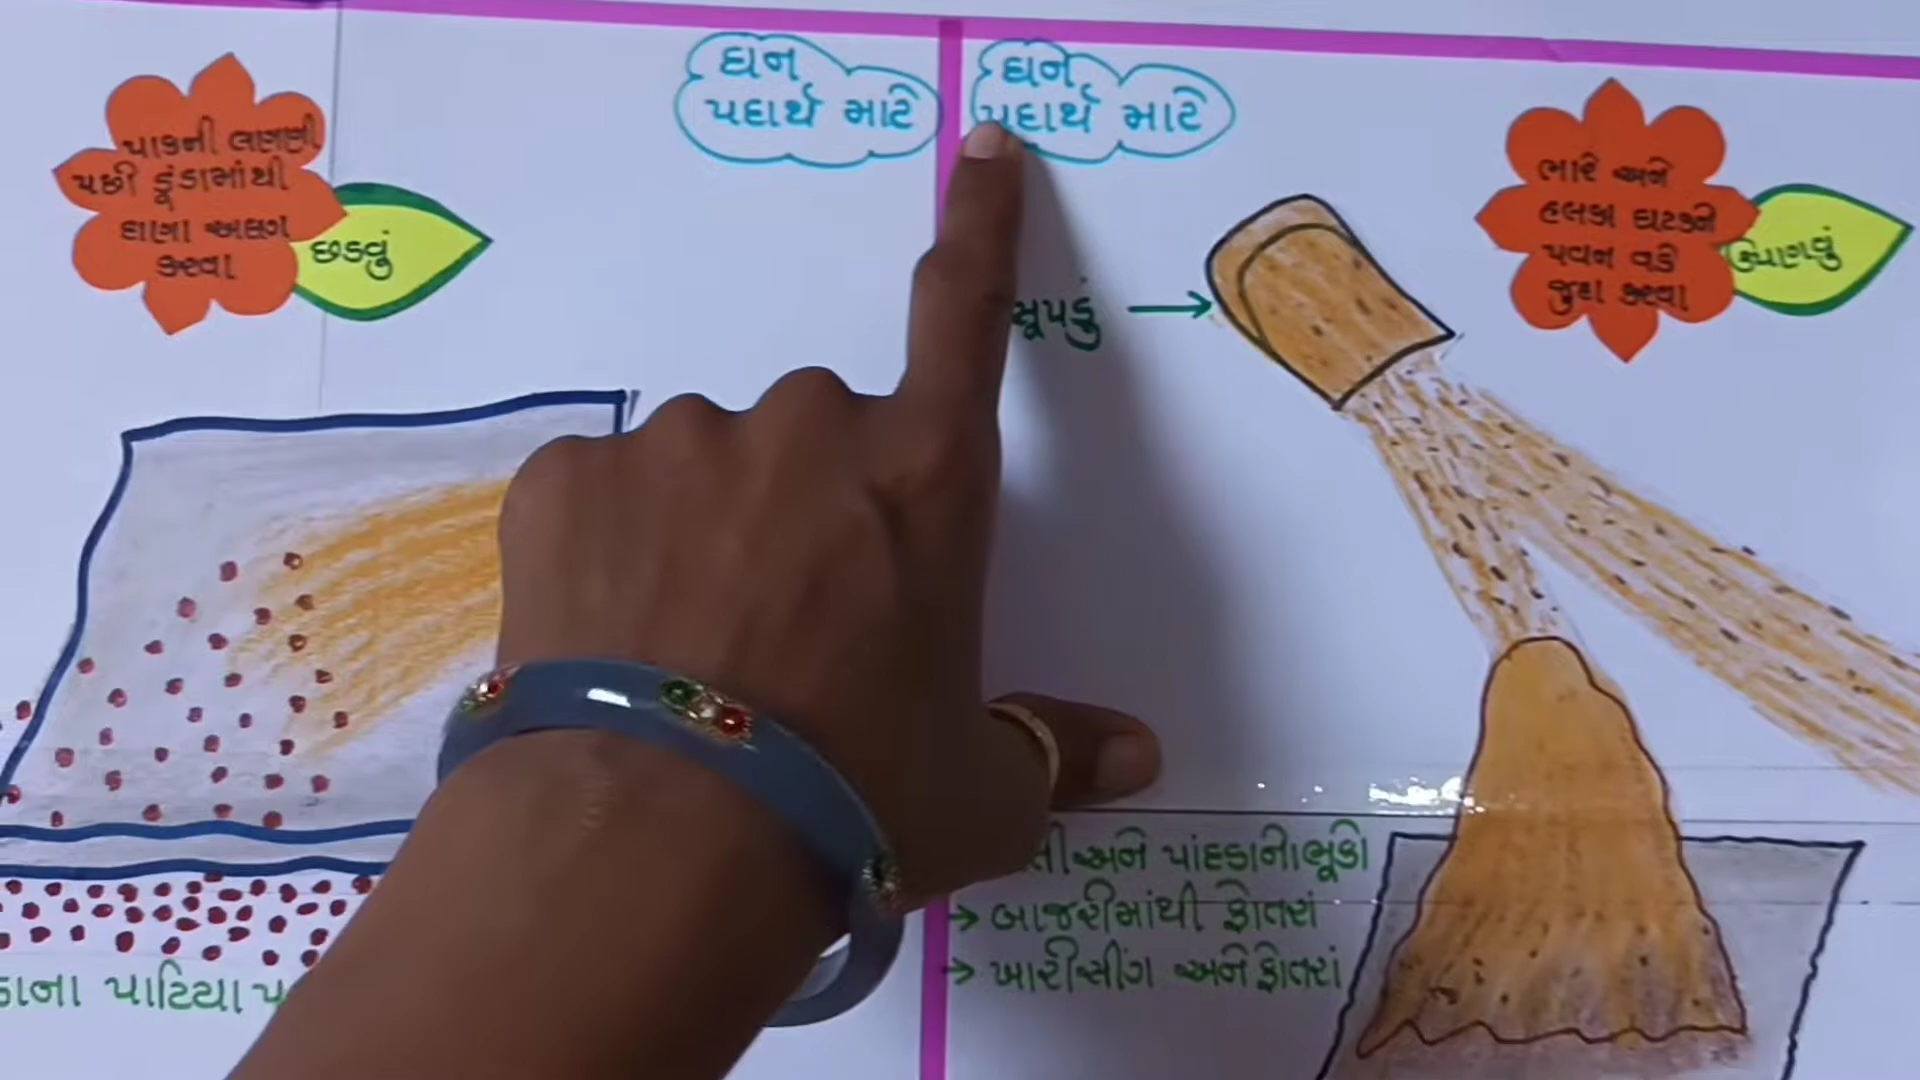 ઘન
પદાર્થ માટે
પાકની લણણી
પછી ડૂંડામાંથી
દાણા અલગ
કરવા
છડવું
ઘન
પદાર્થ માટે
ભારે અને
હલકા ઘટકને
પવન વડે
જુદા કરવા
ઉપણવું
સૂપડું
અને પાંદડાનો ભૂકો
→ બાજરીમાંથી ફોતરાં
→ ખારીસીંગ અને ફોતરાં
પાટિયા